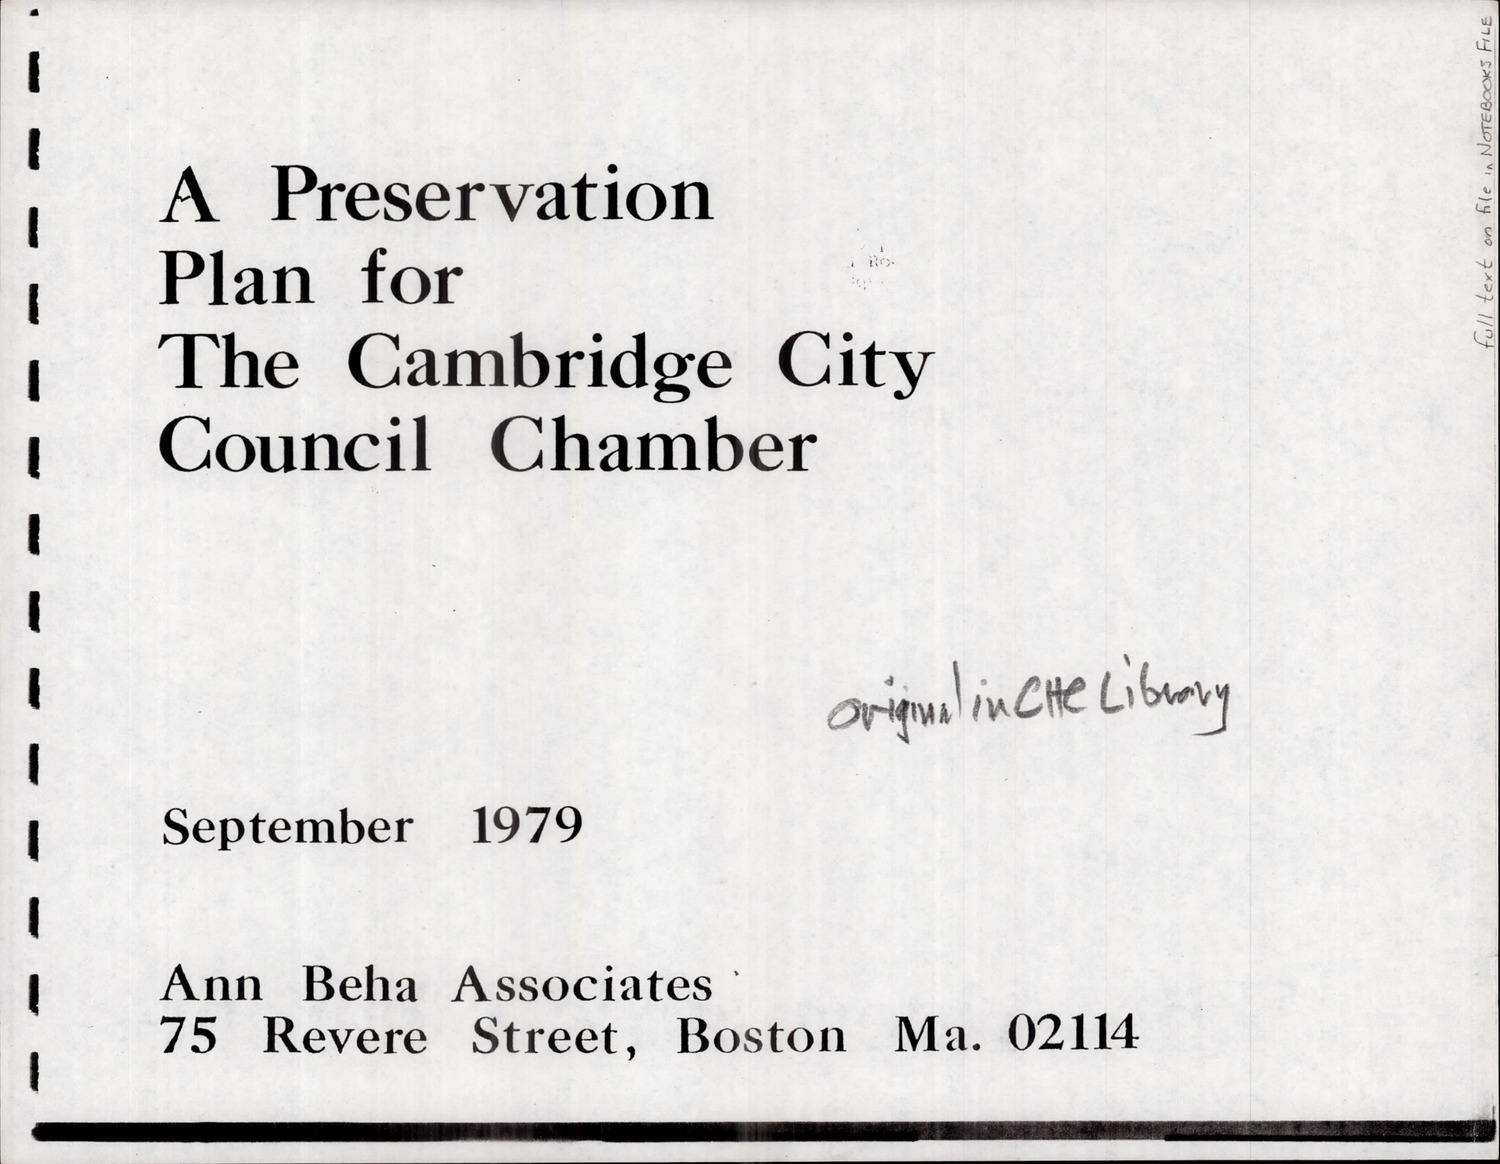 A Preservation
Plan for
The Cambridge City
Council Chamber
original in CHC Library
September 1979
Ann Beha Associates
75 Revere Street, Boston Ma. 02114
full text on file in NOTEBOOKS FILE